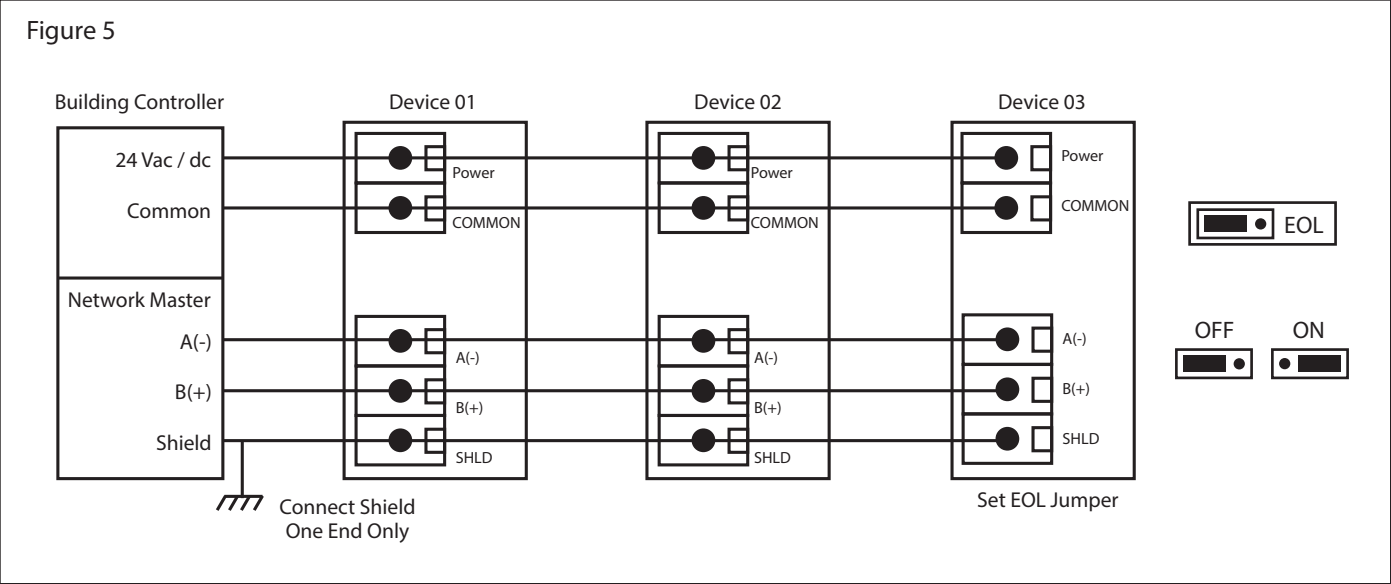 Figure 5
Building Controller
Device 01
Device 02
Device 03
24 Vac / dc
Common
Network Master
A(-)
B(+)
Shield
Power
COMMON
A(-)
B(+)
SHLD
Power
COMMON
A(-)
B(+)
SHLD
Power
COMMON
A(-)
B(+)
SHLD
EOL
OFF
ON
Connect Shield
One End Only
Set EOL Jumper